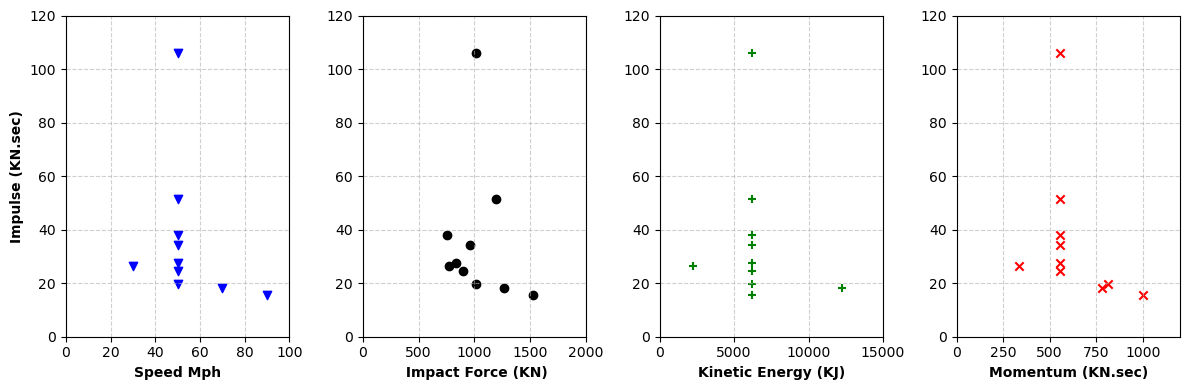 120 120 120 120
100 100 100 100
80 80 80 80
Impulse (KN.sec)
60 60 60 60
40 40 40 40
20 20 20 20
0 0 0 0
0 20 40 60 80 100 0 500 1000 1500 2000 0 5000 10000 15000 0 250 500 750 1000
Speed Mph Impact Force (KN) Kinetic Energy (KJ) Momentum (KN.sec)